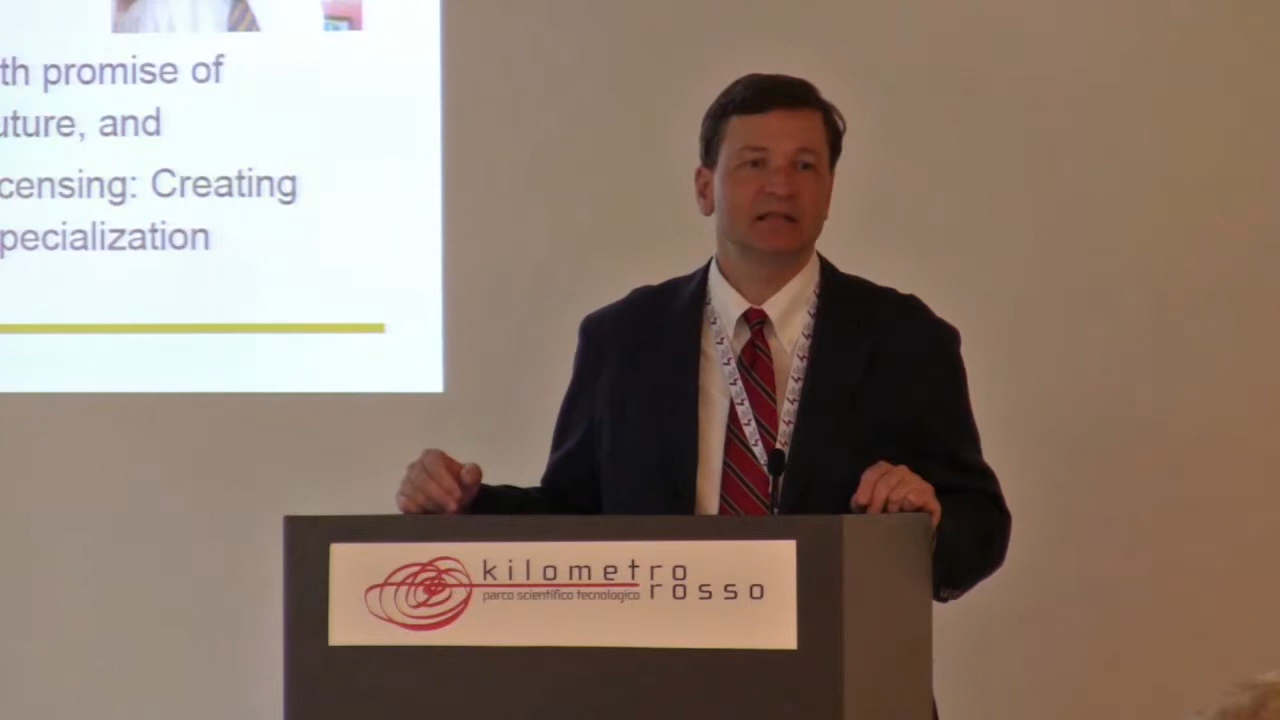 th promise of
uture, and
censing: Creating
pecialization
kilometro
parco scientifico tecnologico rosso